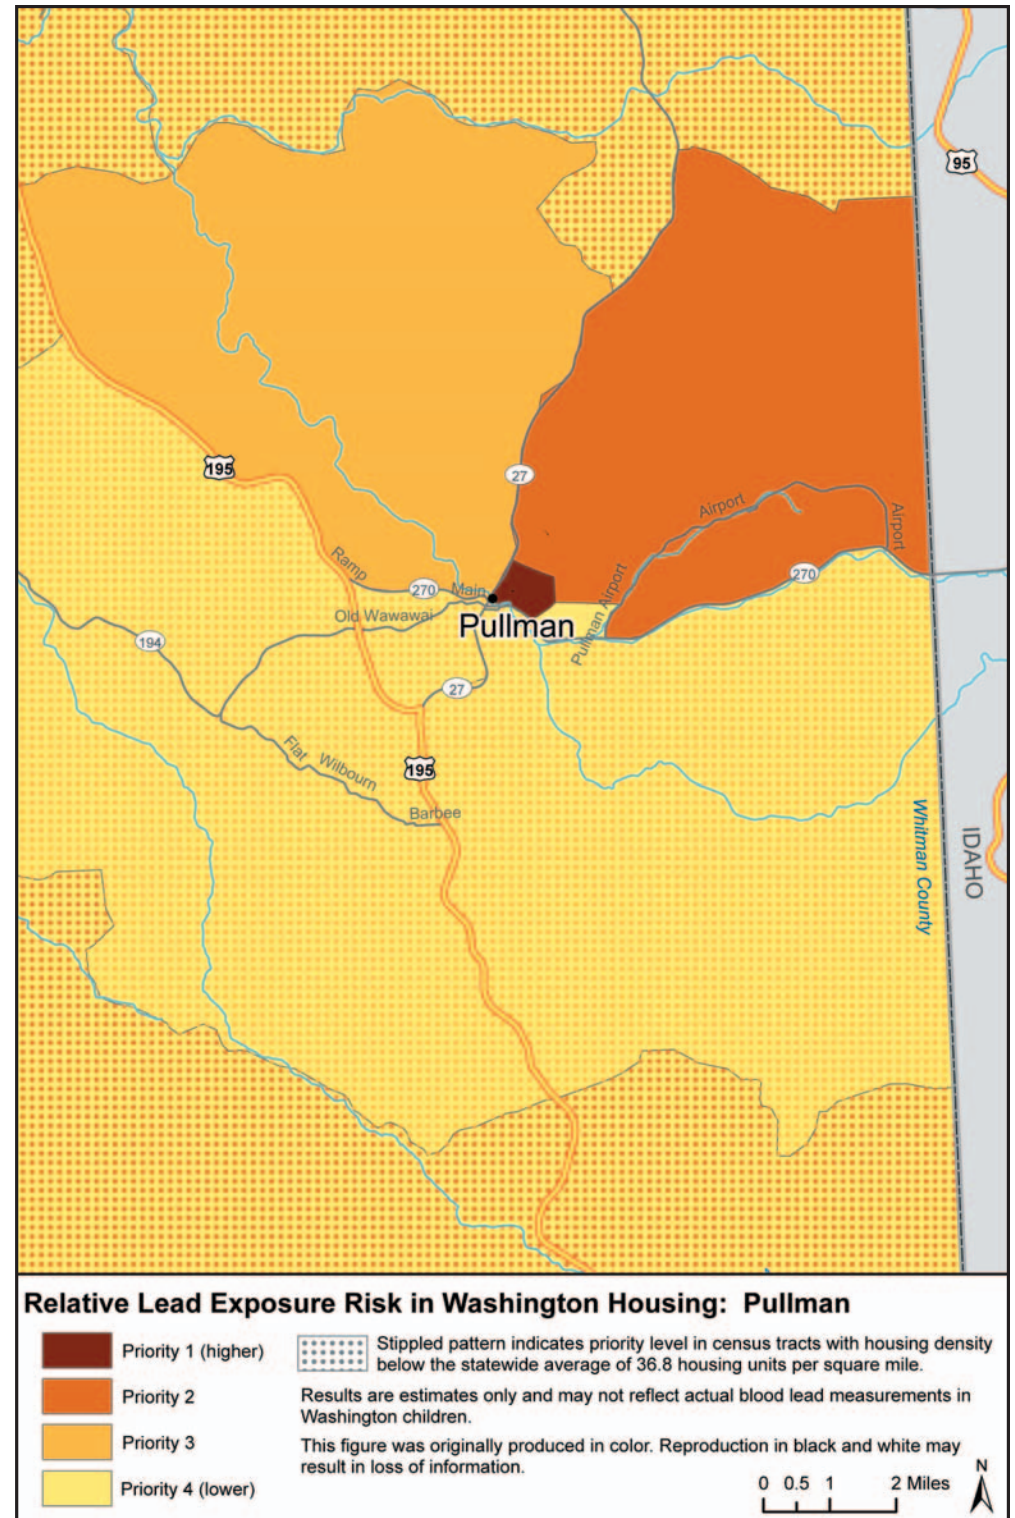 95
195
27
Airport
Airport
Ramp
270
270
Main
Old Wawawai
Pullman
Pullman Airport
194
27
Flat
Wilbourn
195
Barbee
Whitman County
IDAHO
Relative Lead Exposure Risk in Washington Housing: Pullman
Priority 1 (higher)
Priority 2
Priority 3
Priority 4 (lower)
Stippled pattern indicates priority level in census tracts with housing density
below the statewide average of 36.8 housing units per square mile.
Results are estimates only and may not reflect actual blood lead measurements in
Washington children.
This figure was originally produced in color. Reproduction in black and white may
result in loss of information.
0 0.5 1 2 Miles
N